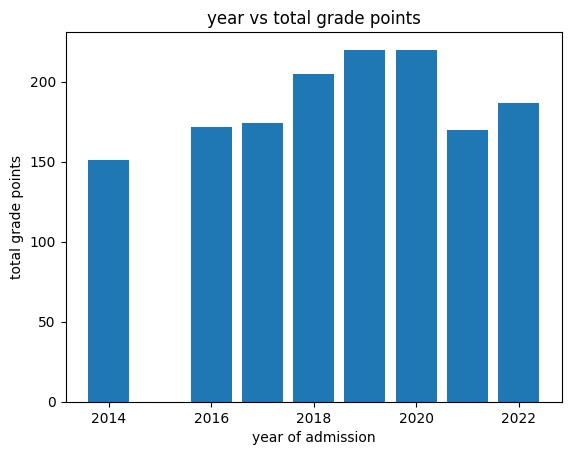 year vs total grade points
200
150
100
50
0
total grade points
2014 2016 2018 2020 2022
year of admission